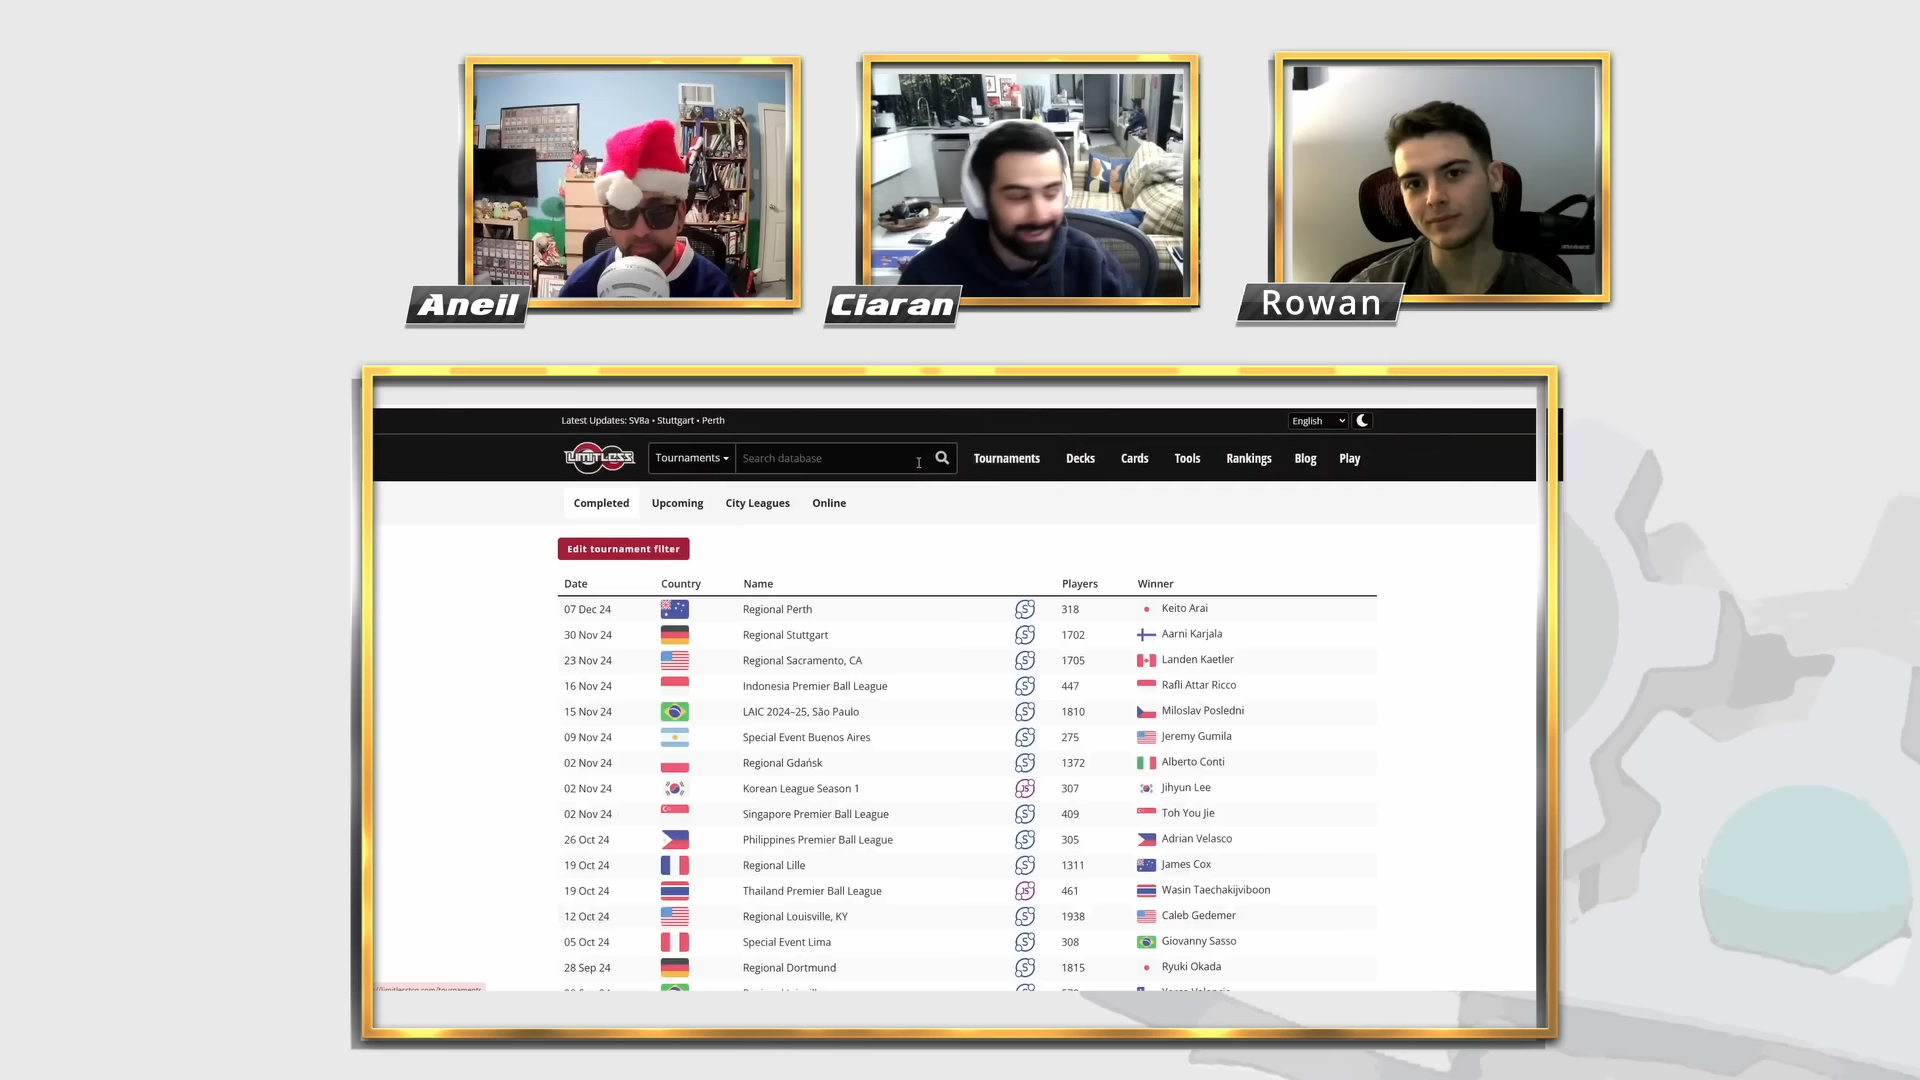 Aneil
Ciaran
Rowan
Latest Updates: SV8a • Stuttgart • Perth
English
LIMITLESS
Tournaments
Search database
Tournaments Decks Cards Tools Rankings Blog Play
Completed Upcoming City Leagues Online
Edit tournament filter
Date Country Name Players Winner
07 Dec 24 Regional Perth S 318 Keito Arai
30 Nov 24 Regional Stuttgart S 1702 Aarni Karjala
23 Nov 24 Regional Sacramento, CA S 1705 Landen Kaetler
16 Nov 24 Indonesia Premier Ball League S 447 Rafli Attar Ricco
15 Nov 24 LAIC 2024–25, São Paulo S 1810 Miloslav Posledni
09 Nov 24 Special Event Buenos Aires S 275 Jeremy Gumila
02 Nov 24 Regional Gdańsk S 1372 Alberto Conti
02 Nov 24 Korean League Season 1 JS 307 Jihyun Lee
02 Nov 24 Singapore Premier Ball League S 409 Toh You Jie
26 Oct 24 Philippines Premier Ball League S 305 Adrian Velasco
19 Oct 24 Regional Lille S 1311 James Cox
19 Oct 24 Thailand Premier Ball League JS 461 Wasin Taechakijviboon
12 Oct 24 Regional Louisville, KY S 1938 Caleb Gedemer
05 Oct 24 Special Event Lima S 308 Giovanny Sasso
28 Sep 24 Regional Dortmund S 1815 Ryuki Okada
/limitlesstcg.com/tournaments